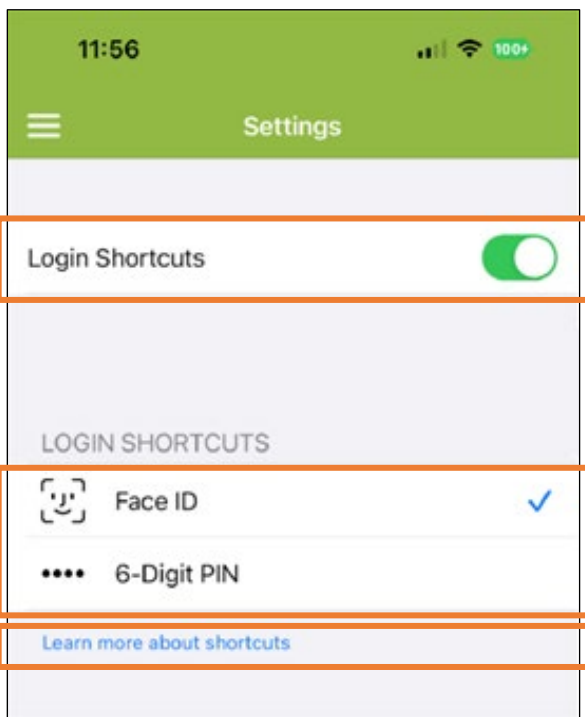 11:56
100+
Settings
Login Shortcuts
LOGIN SHORTCUTS
Face ID
6-Digit PIN
Learn more about shortcuts